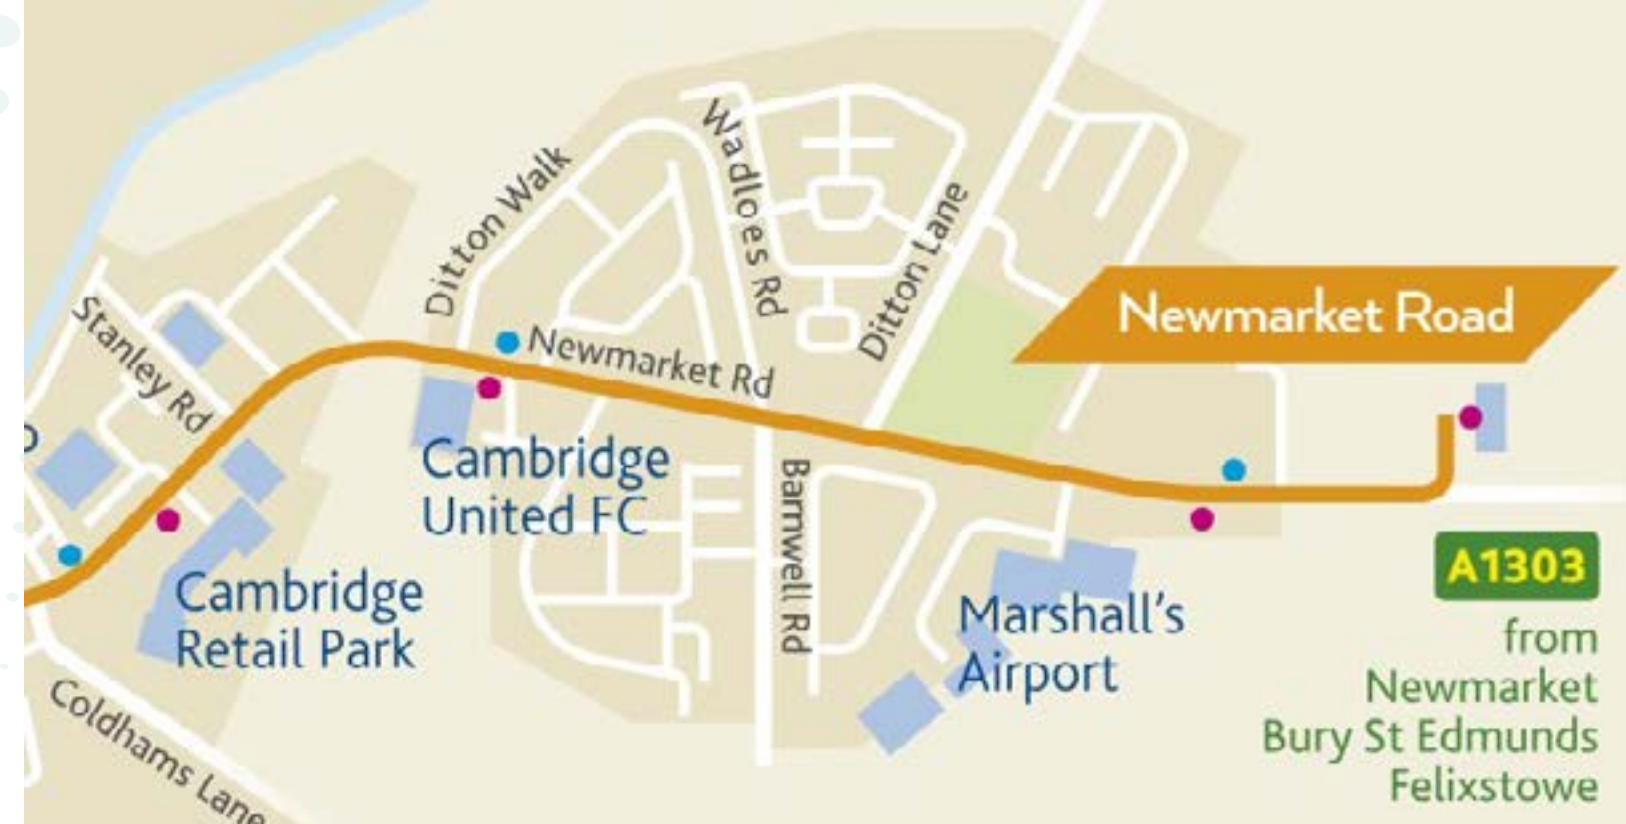 Wadloes Rd
Ditton Walk
Ditton Lane
Newmarket Road
Stanley Rd
Newmarket Rd
Cambridge
United FC
Barnwell Rd
A1303
Cambridge
Retail Park
Marshall's
Airport
from
Newmarket
Bury St Edmunds
Felixstowe
Coldhams Lane